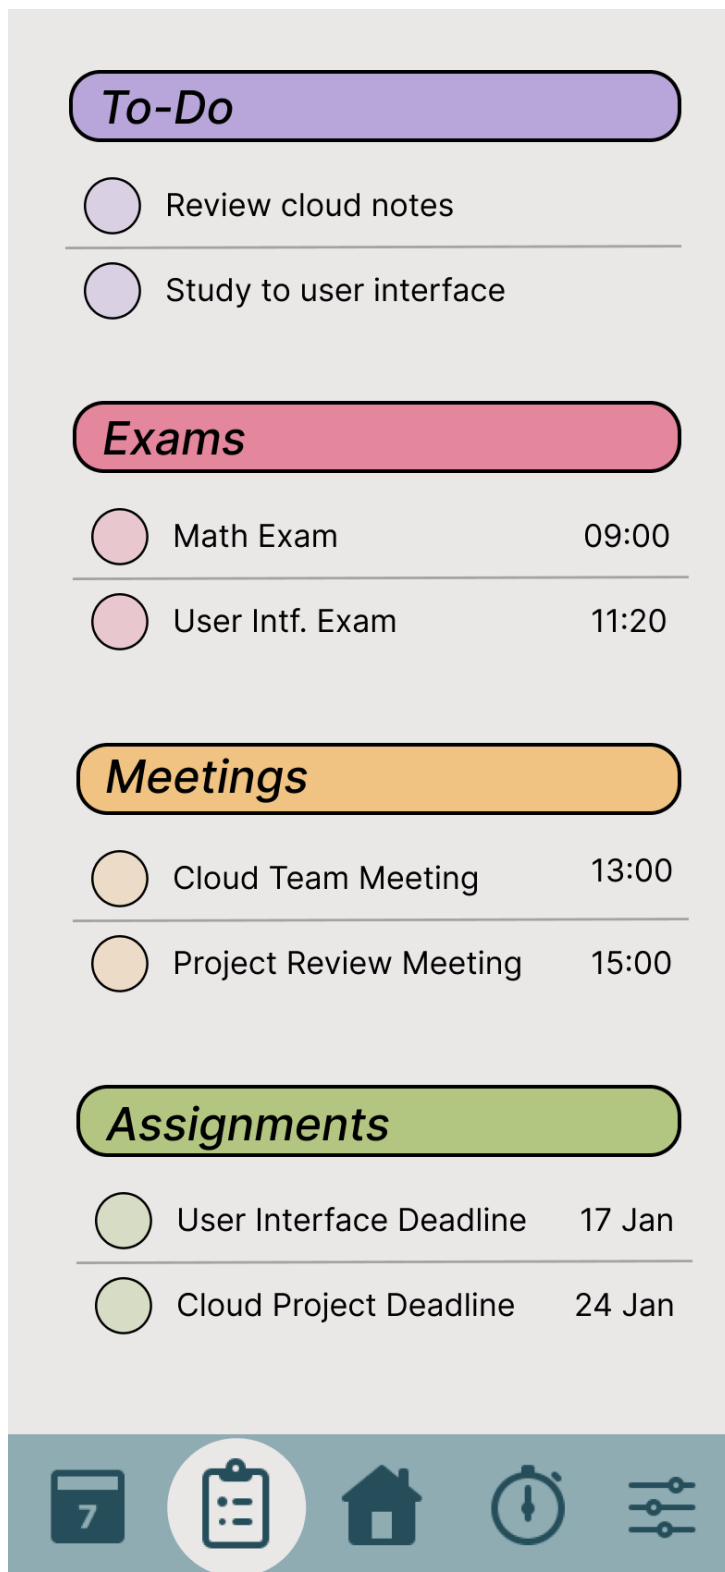 To-Do
Review cloud notes
Study to user interface
Exams
Math Exam 09:00
User Intf. Exam 11:20
Meetings
Cloud Team Meeting 13:00
Project Review Meeting 15:00
Assignments
User Interface Deadline 17 Jan
Cloud Project Deadline 24 Jan
7